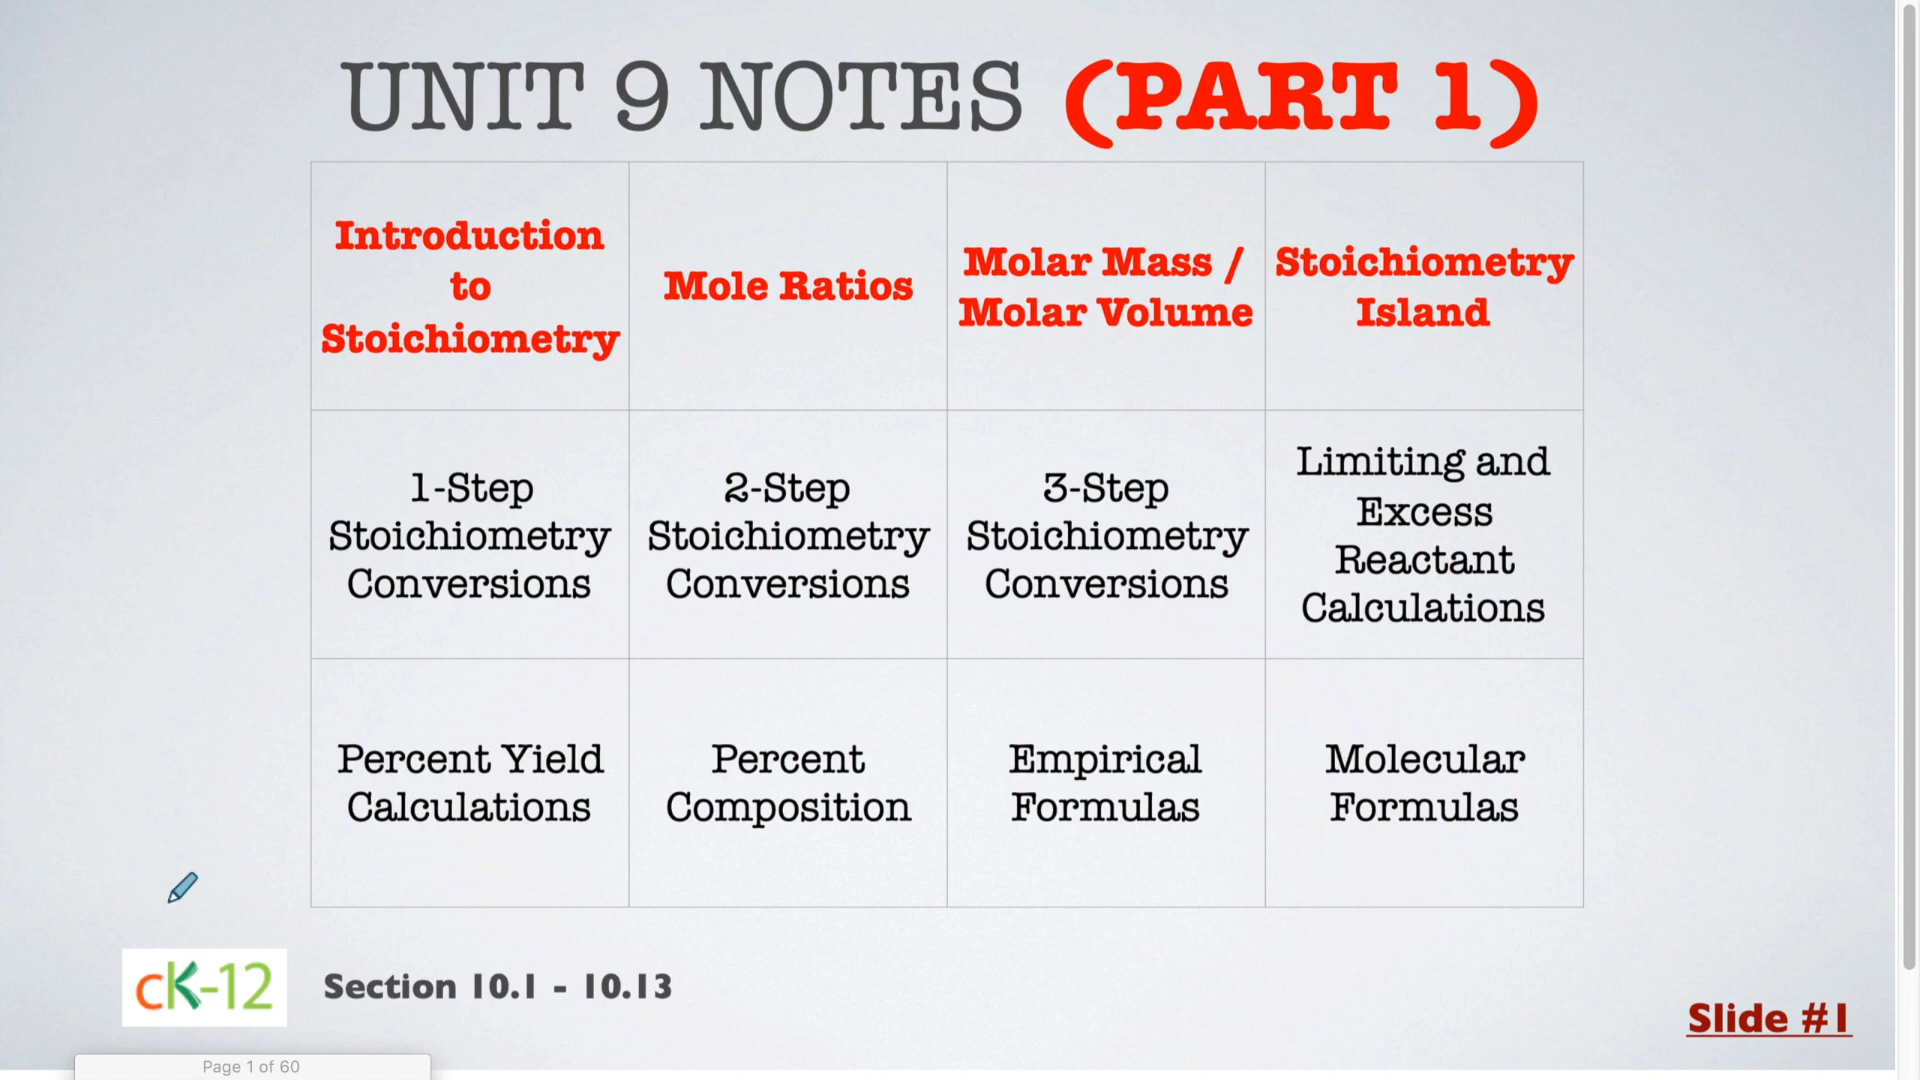 UNIT 9 NOTES (PART 1)
Introduction
to
Stoichiometry
Mole Ratios
Molar Mass /
Molar Volume
Stoichiometry
Island
1-Step
Stoichiometry
Conversions
2-Step
Stoichiometry
Conversions
3-Step
Stoichiometry
Conversions
Limiting and
Excess
Reactant
Calculations
Percent Yield
Calculations
Percent
Composition
Empirical
Formulas
Molecular
Formulas
cK-12
Section 10.1 - 10.13
Slide #1
Page 1 of 60